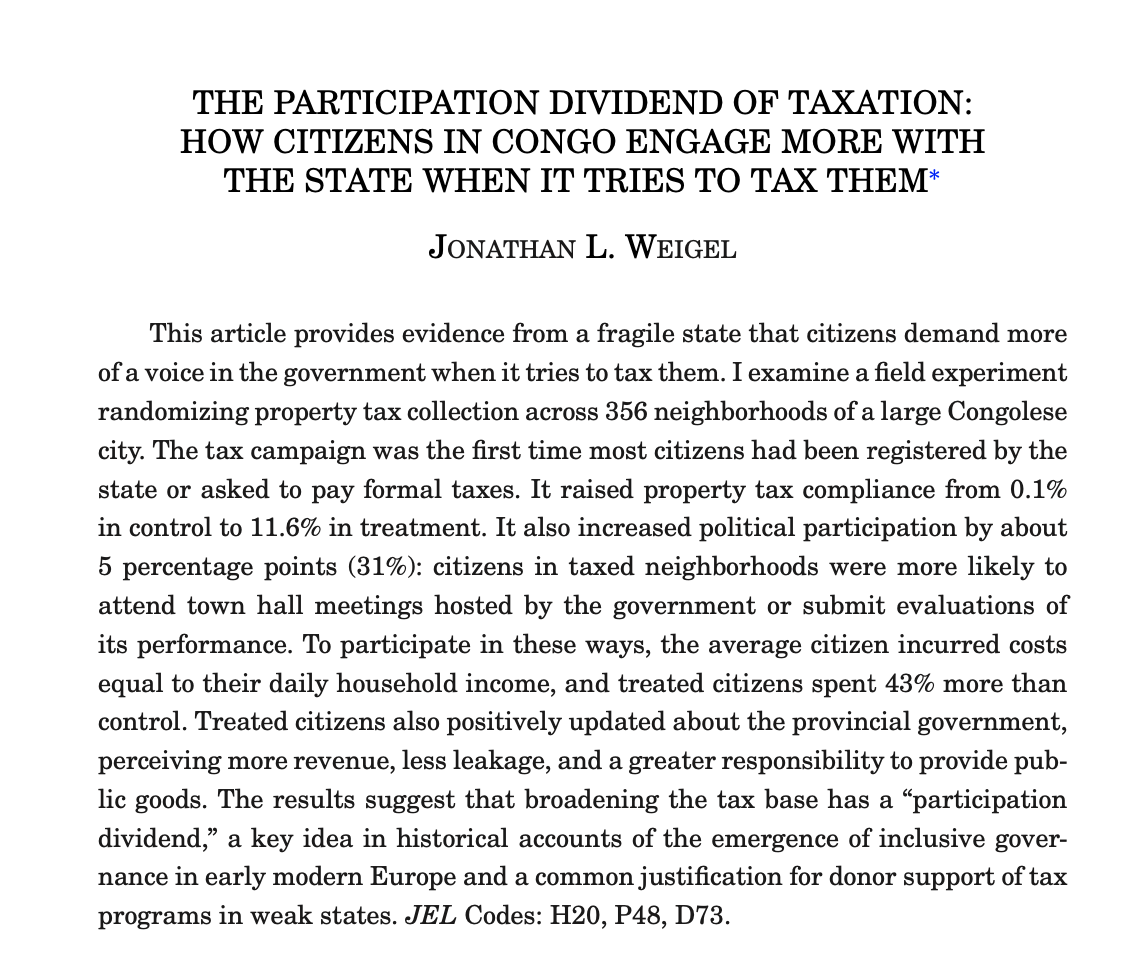 THE PARTICIPATION DIVIDEND OF TAXATION:
HOW CITIZENS IN CONGO ENGAGE MORE WITH
THE STATE WHEN IT TRIES TO TAX THEM*
JONATHAN L. WEIGEL
This article provides evidence from a fragile state that citizens demand more
of a voice in the government when it tries to tax them. I examine a field experiment
randomizing property tax collection across 356 neighborhoods of a large Congolese
city. The tax campaign was the first time most citizens had been registered by the
state or asked to pay formal taxes. It raised property tax compliance from 0.1%
in control to 11.6% in treatment. It also increased political participation by about
5 percentage points (31%): citizens in taxed neighborhoods were more likely to
attend town hall meetings hosted by the government or submit evaluations of
its performance. To participate in these ways, the average citizen incurred costs
equal to their daily household income, and treated citizens spent 43% more than
control. Treated citizens also positively updated about the provincial government,
perceiving more revenue, less leakage, and a greater responsibility to provide pub-
lic goods. The results suggest that broadening the tax base has a “participation
dividend,” a key idea in historical accounts of the emergence of inclusive gover-
nance in early modern Europe and a common justification for donor support of tax
programs in weak states. JEL Codes: H20, P48, D73.